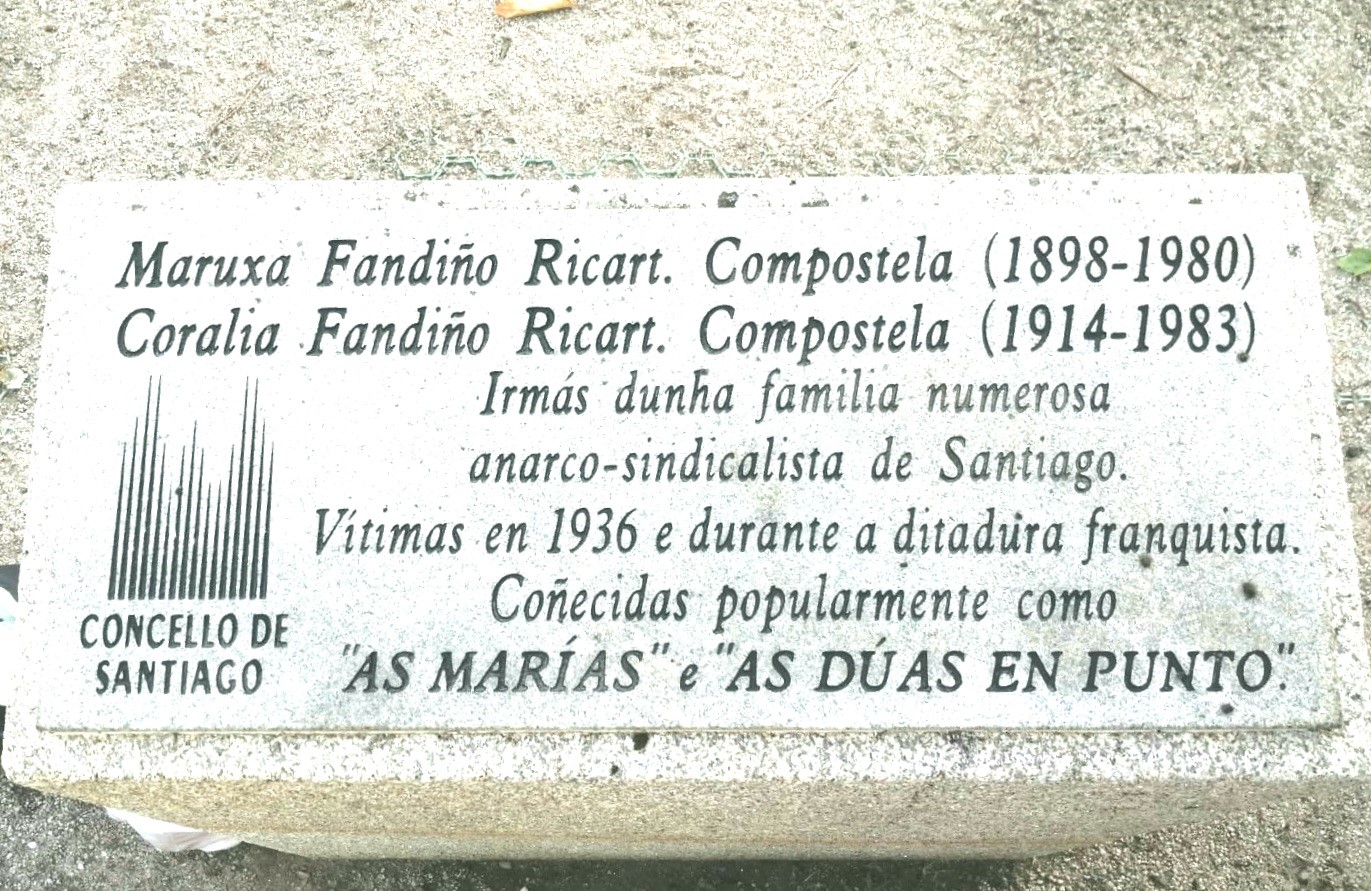 Maruxa Fandiño Ricart. Compostela (1898-1980)
Coralia Fandiño Ricart. Compostela (1914-1983)
Irmás dunha familia numerosa
anarco-sindicalista de Santiago.
Vítimas en 1936 e durante a ditadura franquista.
Coñecidas popularmente como
"AS MARÍAS" e "AS DÚAS EN PUNTO."
CONCELLO DE
SANTIAGO